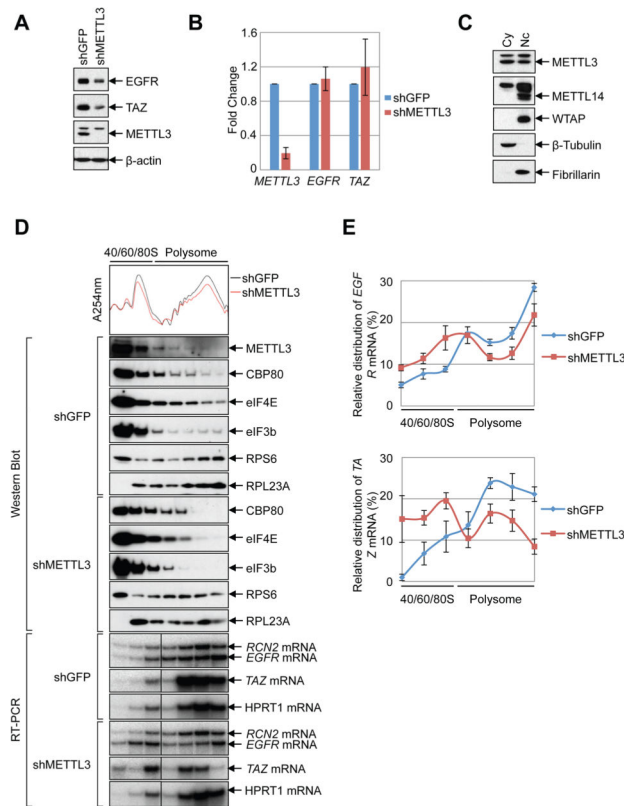 A
shGFP
shMETTL3
EGFR
TAZ
METTL3
β-actin
B
Fold Change
1.6
1.2
0.8
0.4
0
METTL3 EGFR TAZ
shGFP
shMETTL3
C
Cy
Nc
METTL3
METTL14
WTAP
β-Tubulin
Fibrillarin
D
40/60/80S Polysome
A254nm
shGFP
shMETTL3
Western Blot
shGFP
METTL3
CBP80
eIF4E
eIF3b
RPS6
RPL23A
shMETTL3
CBP80
eIF4E
eIF3b
RPS6
RPL23A
RT-PCR
shGFP
RCN2 mRNA
EGFR mRNA
TAZ mRNA
HPRT1 mRNA
shMETTL3
RCN2 mRNA
EGFR mRNA
TAZ mRNA
HPRT1 mRNA
E
Relative distribution of EGF
R mRNA (%)
30
20
10
0
shGFP
shMETTL3
40/60/80S Polysome
Relative distribution of TA
Z mRNA (%)
30
20
10
0
shGFP
shMETTL3
40/60/80S Polysome